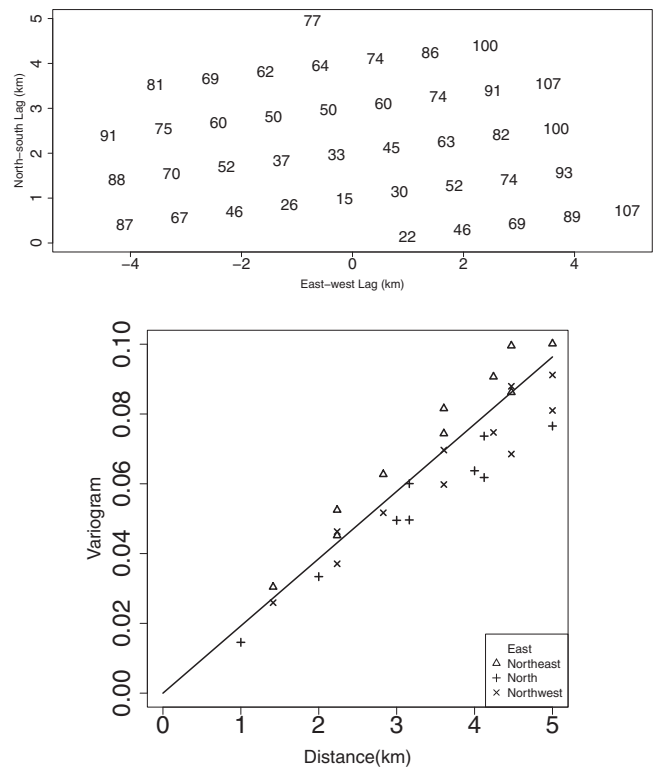 North–south Lag (km)
5
4
3
2
1
0
77
81 69 62 64 74 86 100
91 75 60 50 50 60 74 91 107
88 70 52 37 33 45 63 82 100
87 67 46 26 15 30 52 74 93
22 46 69 89 107
−4 −2 0 2 4
East–west Lag (km)
Variogram
0.10
0.08
0.06
0.04
0.02
0.00
East
Northeast
North
Northwest
0 1 2 3 4 5
Distance(km)